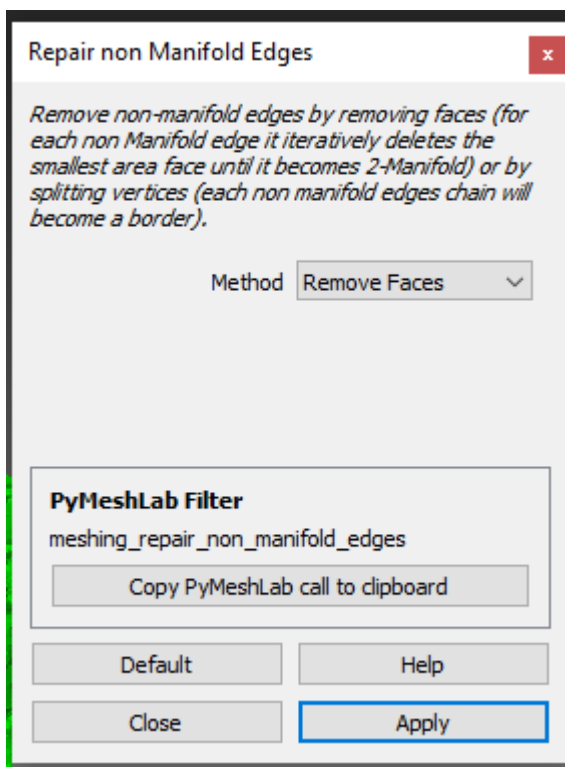 Repair non Manifold Edges
x
Remove non-manifold edges by removing faces (for
each non Manifold edge it iteratively deletes the
smallest area face until it becomes 2-Manifold) or by
splitting vertices (each non manifold edges chain will
become a border).
Method Remove Faces
PyMeshLab Filter
meshing_repair_non_manifold_edges
Copy PyMeshLab call to clipboard
Default Help
Close Apply